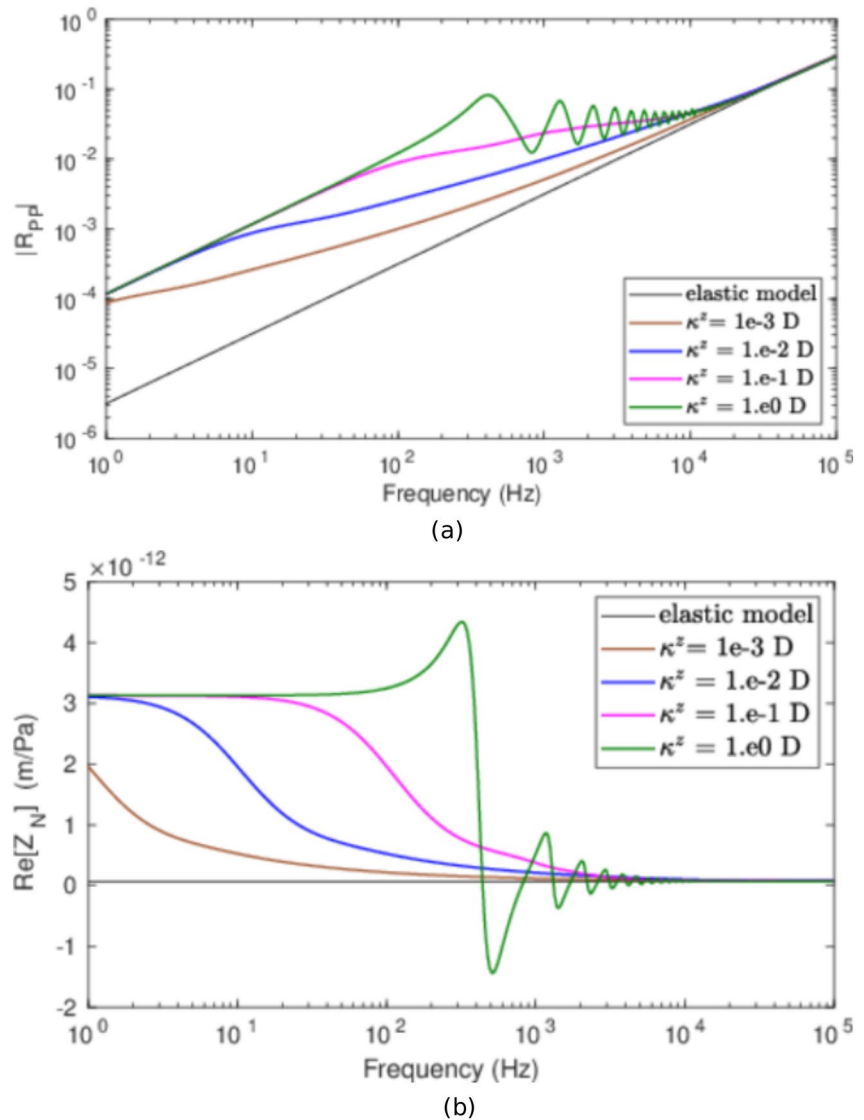 10^0
10^-1
10^-2
10^-3
10^-4
10^-5
10^-6
|R_PP|
elastic model
κ^z= 1e-3 D
κ^z = 1.e-2 D
κ^z = 1.e-1 D
κ^z = 1.e0 D
10^0 10^1 10^2 10^3 10^4 10^5
Frequency (Hz)
(a)
×10^-12
5
4
3
2
1
0
-1
-2
Re[Z_N] (m/Pa)
elastic model
κ^z= 1e-3 D
κ^z = 1.e-2 D
κ^z = 1.e-1 D
κ^z = 1.e0 D
10^0 10^1 10^2 10^3 10^4 10^5
Frequency (Hz)
(b)